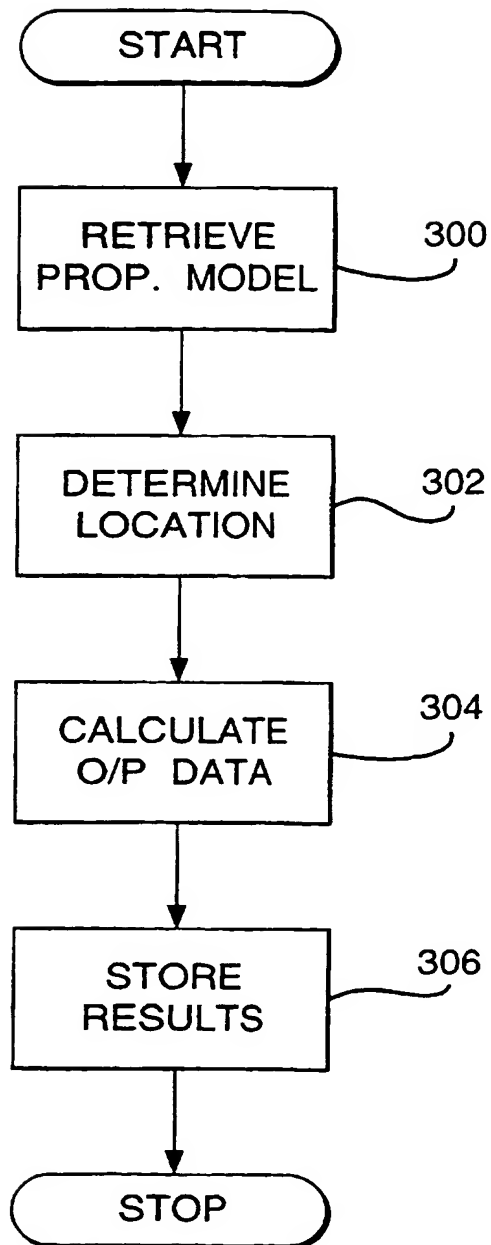 START
RETRIEVE
PROP. MODEL
300
DETERMINE
LOCATION
302
CALCULATE
O/P DATA
304
STORE
RESULTS
306
STOP